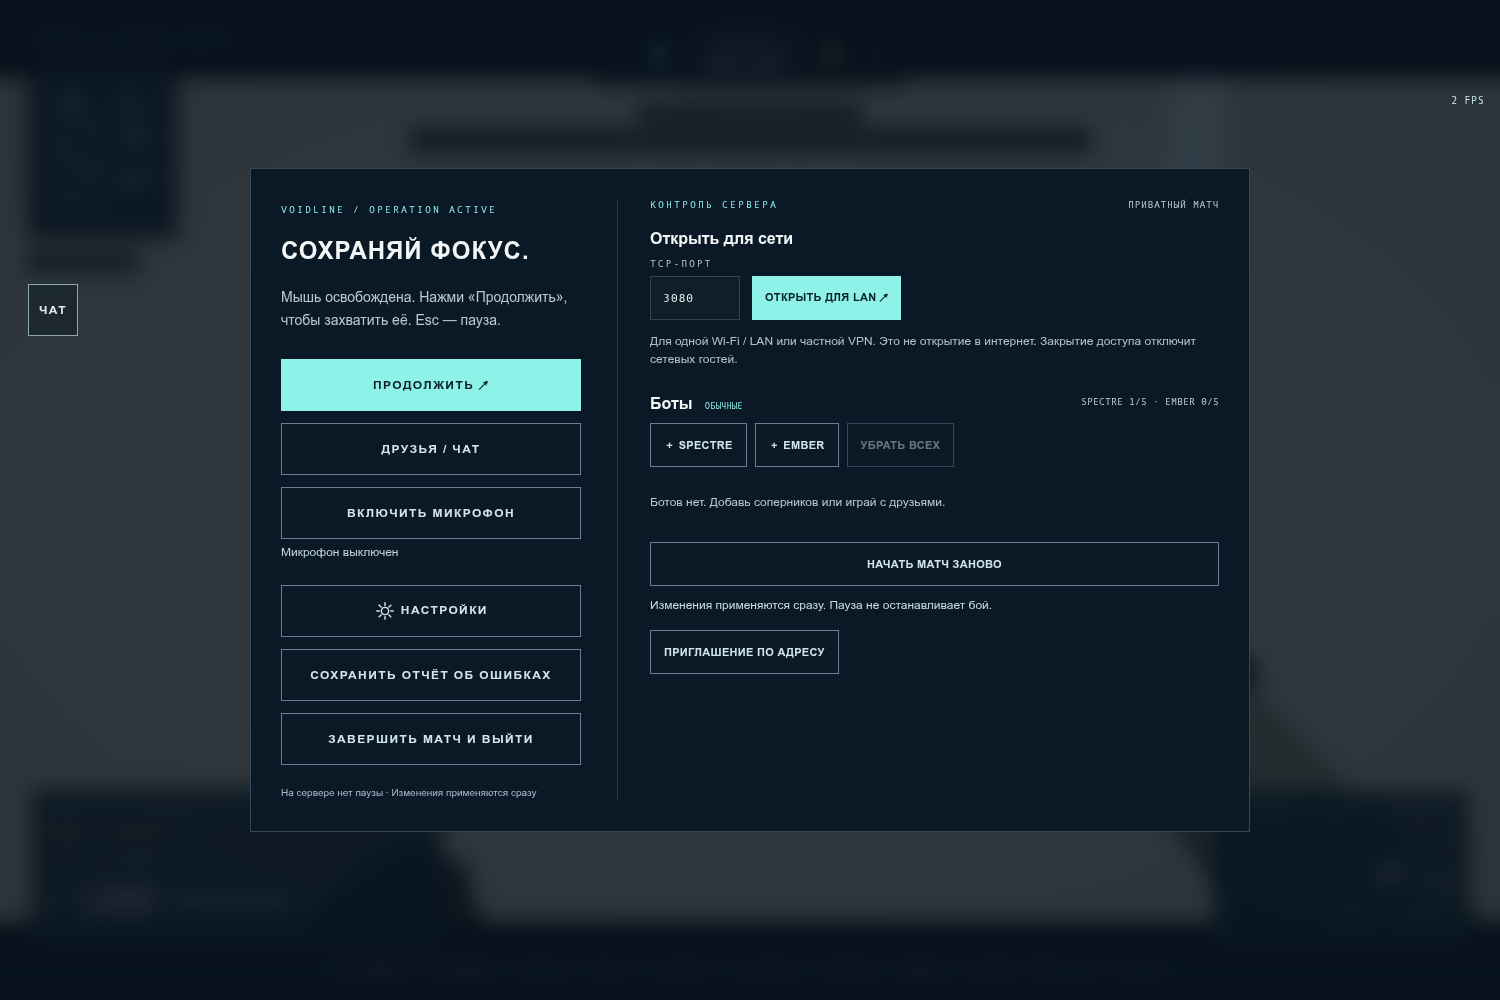 2 FPS
ЧАТ
VOIDLINE / OPERATION ACTIVE
СОХРАНЯЙ ФОКУС.
Мышь освобождена. Нажми «Продолжить»,
чтобы захватить её. Esc — пауза.
ПРОДОЛЖИТЬ ↗
ДРУЗЬЯ / ЧАТ
ВКЛЮЧИТЬ МИКРОФОН
Микрофон выключен
НАСТРОЙКИ
СОХРАНИТЬ ОТЧЁТ ОБ ОШИБКАХ
ЗАВЕРШИТЬ МАТЧ И ВЫЙТИ
На сервере нет паузы · Изменения применяются сразу
КОНТРОЛЬ СЕРВЕРА
ПРИВАТНЫЙ МАТЧ
Открыть для сети
TCP-ПОРТ
3080
ОТКРЫТЬ ДЛЯ LAN ↗
Для одной Wi-Fi / LAN или частной VPN. Это не открытие в интернет. Закрытие доступа отключит
сетевых гостей.
Боты ОБЫЧНЫЕ
SPECTRE 1/5 · EMBER 0/5
+ SPECTRE
+ EMBER
УБРАТЬ ВСЕХ
Ботов нет. Добавь соперников или играй с друзьями.
НАЧАТЬ МАТЧ ЗАНОВО
Изменения применяются сразу. Пауза не останавливает бой.
ПРИГЛАШЕНИЕ ПО АДРЕСУ